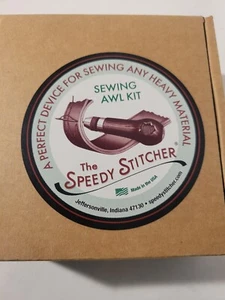 A PERFECT DEVICE FOR SEWING ANY HEAVY MATERIAL
SEWING
AWL KIT
The
SPEEDY STITCHER®
Made in the USA
Jeffersonville, Indiana 47130 • speedystitcher.com